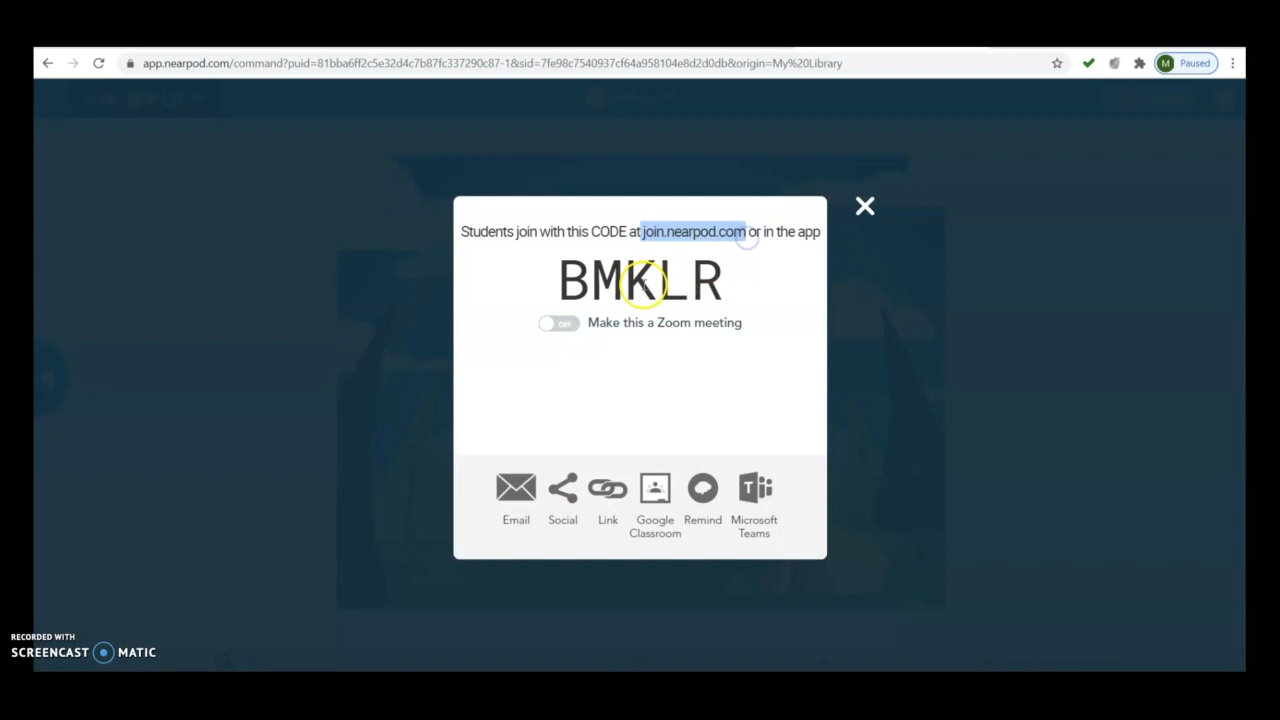 app.nearpod.com/command?puid=81bba6ff2c5e32d4c7b87fc337290c87-1&sid=7fe98c7540937cf64a958104e8d2d0db&origin=My%20Library
M Paused
Students join with this CODE at join.nearpod.com or in the app
BMKLR
OFF Make this a Zoom meeting
Email Social Link Google Classroom Remind Microsoft Teams
RECORDED WITH
SCREENCAST MATIC